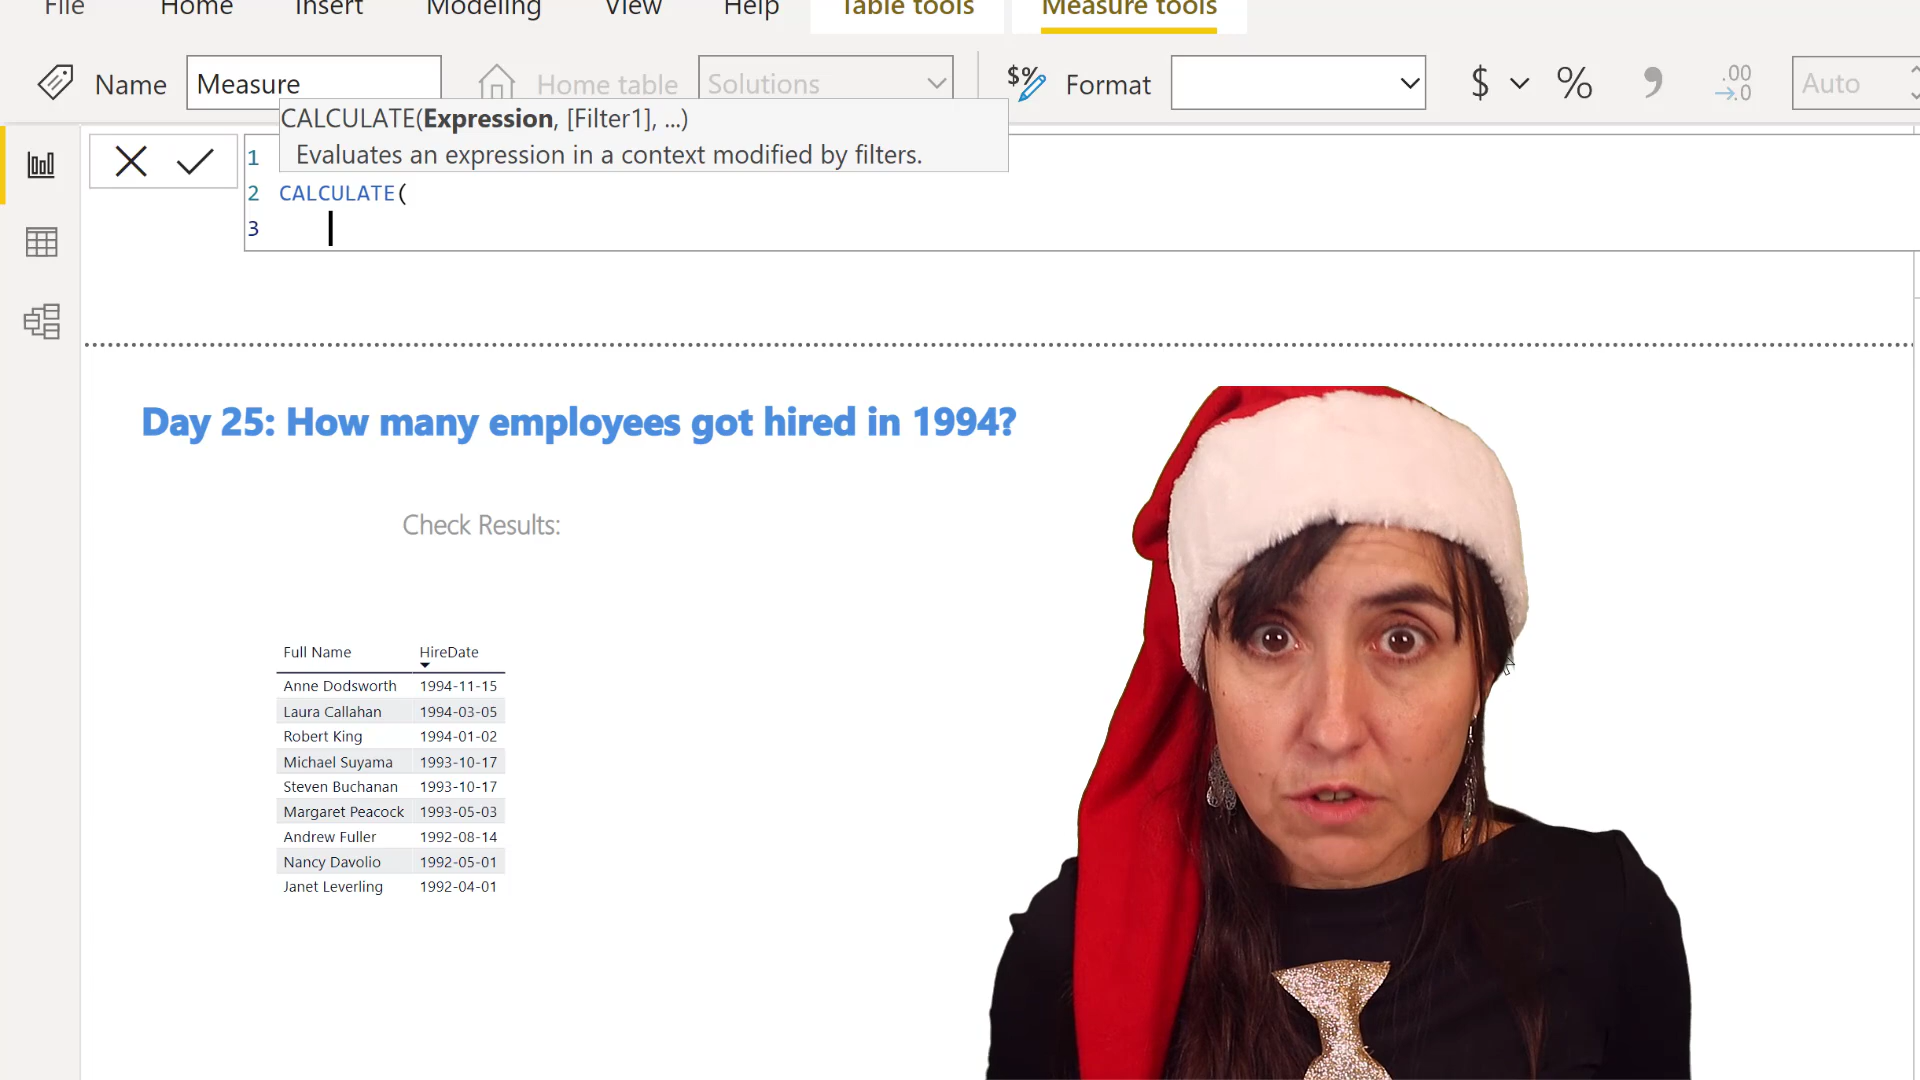 File Home Insert Modeling View Help Table tools Measure tools
Name Measure Home table Solutions $% Format $ % 9 .00 →.0 Auto
CALCULATE(Expression, [Filter1], ...)
Evaluates an expression in a context modified by filters.
1
2 CALCULATE(
3
Day 25: How many employees got hired in 1994?
Check Results:
Full Name HireDate
Anne Dodsworth 1994-11-15
Laura Callahan 1994-03-05
Robert King 1994-01-02
Michael Suyama 1993-10-17
Steven Buchanan 1993-10-17
Margaret Peacock 1993-05-03
Andrew Fuller 1992-08-14
Nancy Davolio 1992-05-01
Janet Leverling 1992-04-01